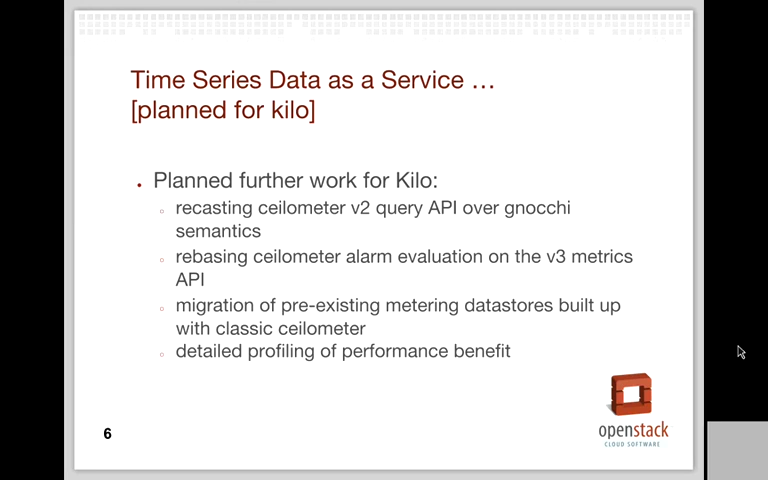 Time Series Data as a Service …
[planned for kilo]
• Planned further work for Kilo:
○ recasting ceilometer v2 query API over gnocchi
semantics
○ rebasing ceilometer alarm evaluation on the v3 metrics
API
○ migration of pre-existing metering datastores built up
with classic ceilometer
○ detailed profiling of performance benefit
openstack
CLOUD SOFTWARE
6